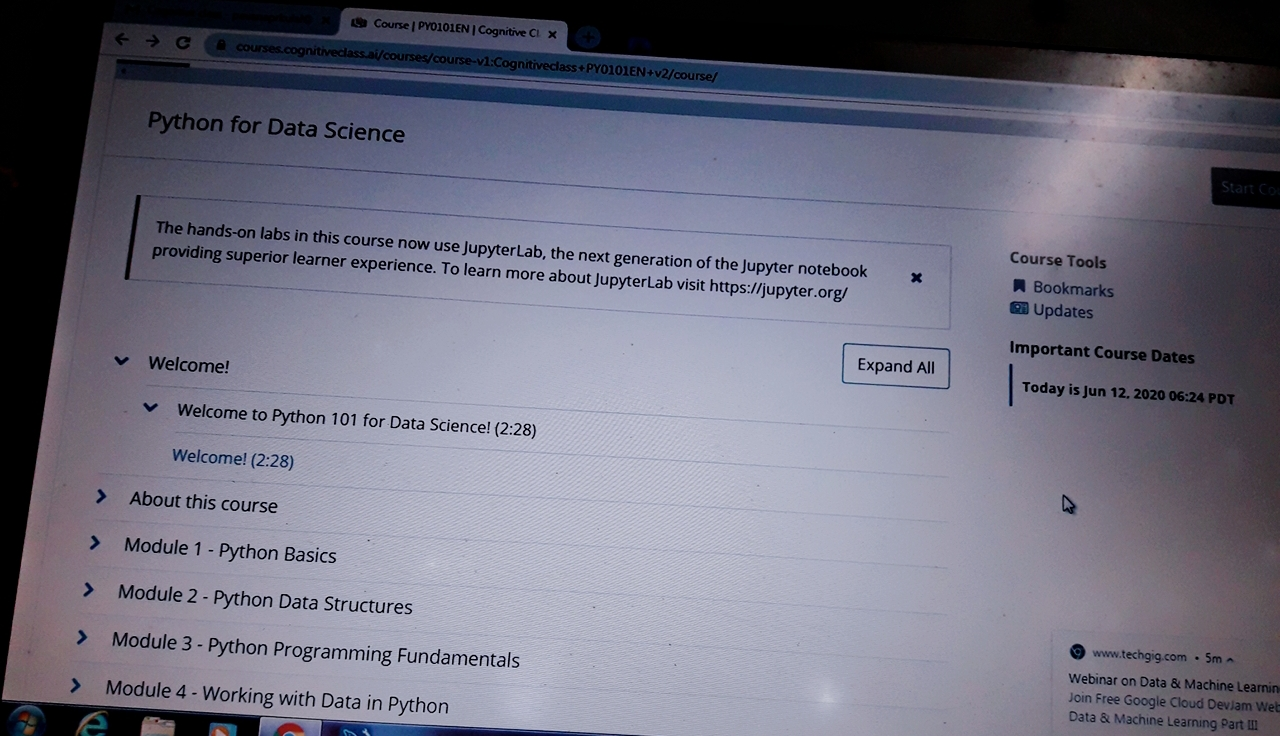 Course | PY0101EN | Cognitive Cl
courses.cognitiveclass.ai/courses/course-v1:Cognitiveclass+PY0101EN+v2/course/
Python for Data Science
Start Co
The hands-on labs in this course now use JupyterLab, the next generation of the Jupyter notebook
providing superior learner experience. To learn more about JupyterLab visit https://jupyter.org/
Course Tools
Bookmarks
Updates
Important Course Dates
Today is Jun 12, 2020 06:24 PDT
Expand All
Welcome!
Welcome to Python 101 for Data Science! (2:28)
Welcome! (2:28)
About this course
Module 1 - Python Basics
Module 2 - Python Data Structures
Module 3 - Python Programming Fundamentals
Module 4 - Working with Data in Python
www.techgig.com • 5m
Webinar on Data & Machine Learnin
Join Free Google Cloud DevJam Web
Data & Machine Learning Part III